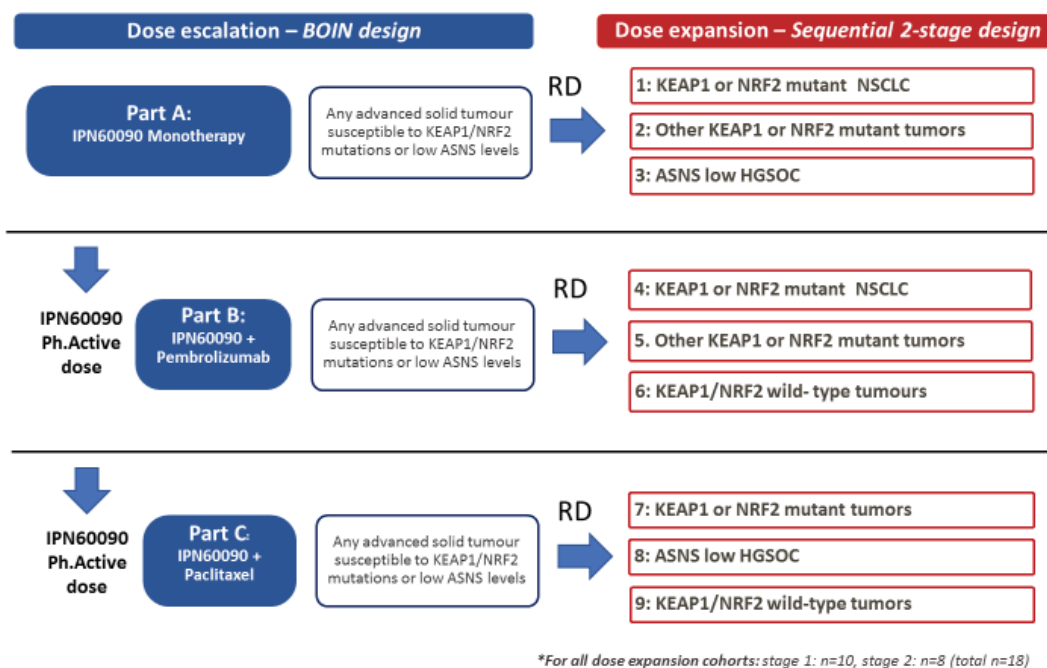 Dose escalation – BOIN design
Dose expansion – Sequential 2-stage design
Part A:
IPN60090 Monotherapy
Any advanced solid tumour
susceptible to KEAP1/NRF2
mutations or low ASNS levels
RD
1: KEAP1 or NRF2 mutant NSCLC
2: Other KEAP1 or NRF2 mutant tumors
3: ASNS low HGSOC
IPN60090
Ph.Active
dose
Part B:
IPN60090 +
Pembrolizumab
Any advanced solid tumour
susceptible to KEAP1/NRF2
mutations or low ASNS levels
RD
4: KEAP1 or NRF2 mutant NSCLC
5. Other KEAP1 or NRF2 mutant tumors
6: KEAP1/NRF2 wild- type tumours
IPN60090
Ph.Active
dose
Part C:
IPN60090 +
Paclitaxel
Any advanced solid tumour
susceptible to KEAP1/NRF2
mutations or low ASNS levels
RD
7: KEAP1 or NRF2 mutant tumors
8: ASNS low HGSOC
9: KEAP1/NRF2 wild-type tumors
*For all dose expansion cohorts: stage 1: n=10, stage 2: n=8 (total n=18)